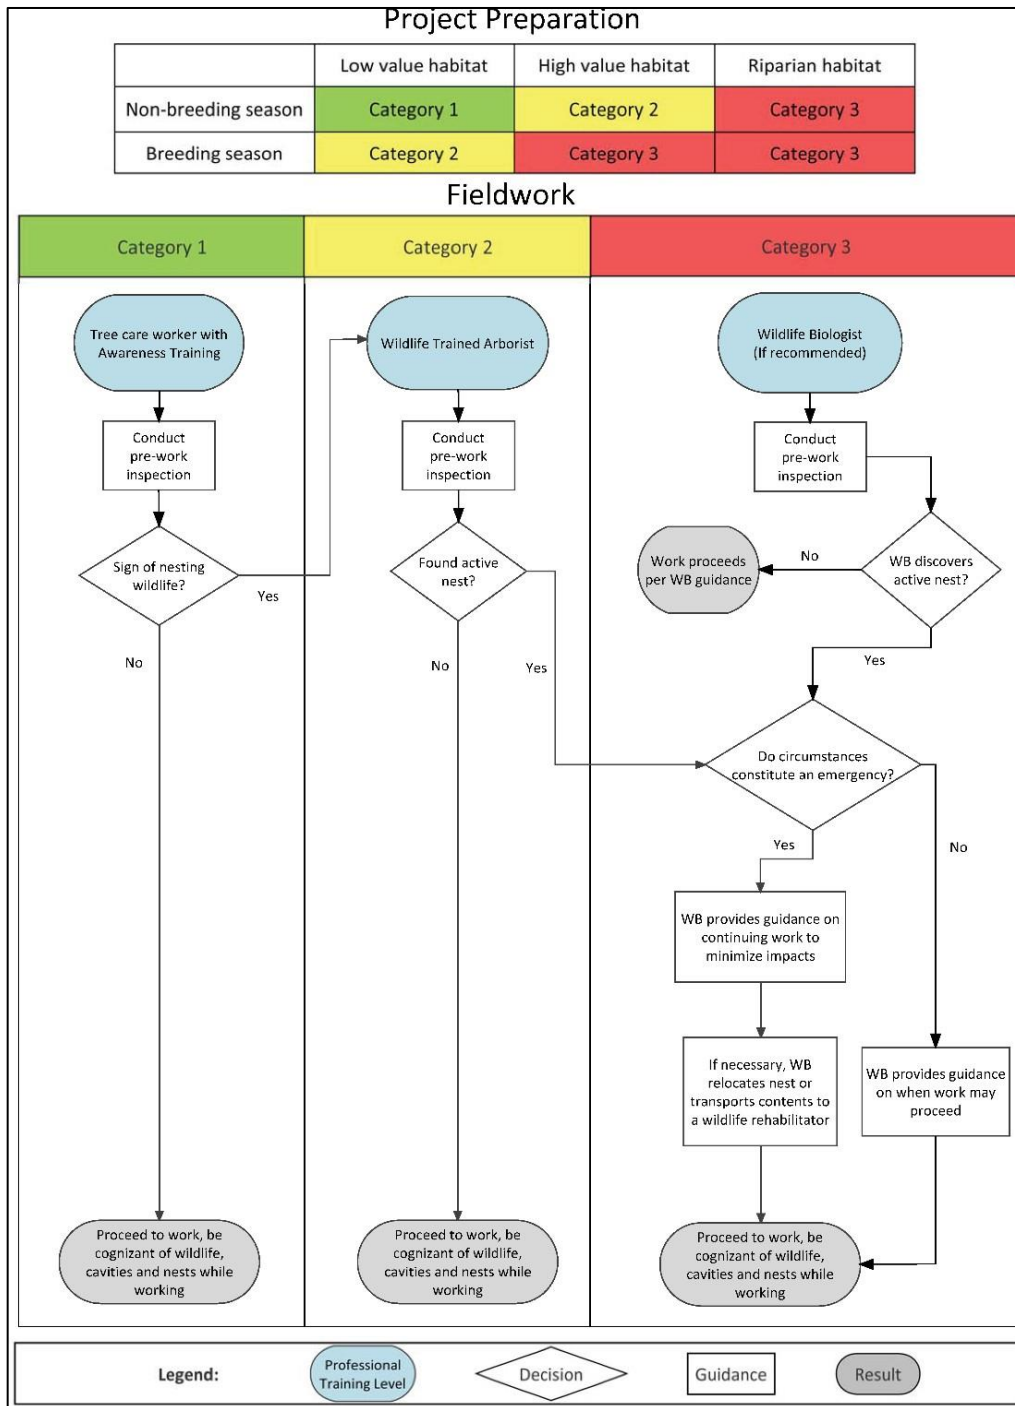 Project Preparation
Low value habitat High value habitat Riparian habitat
Non-breeding season Category 1 Category 2 Category 3
Breeding season Category 2 Category 3 Category 3
Fieldwork
Category 1 Category 2 Category 3
Tree care worker with
Awareness Training
Conduct
pre-work
inspection
Sign of nesting
wildlife?
Yes
No
Proceed to work, be
cognizant of wildlife,
cavities and nests while
working
Wildlife Trained Arborist
Conduct
pre-work
inspection
Found active
nest?
No
Yes
Proceed to work, be
cognizant of wildlife,
cavities and nests while
working
Wildlife Biologist
(If recommended)
Conduct
pre-work
inspection
WB discovers
active nest?
No
Work proceeds
per WB guidance
Yes
Do circumstances
constitute an emergency?
Yes
No
WB provides guidance on
continuing work to
minimize impacts
If necessary, WB
relocates nest or
transports contents to
a wildlife rehabilitator
WB provides guidance
on when work may
proceed
Proceed to work, be
cognizant of wildlife,
cavities and nests while
working
Legend:
Professional
Training Level
Decision
Guidance
Result